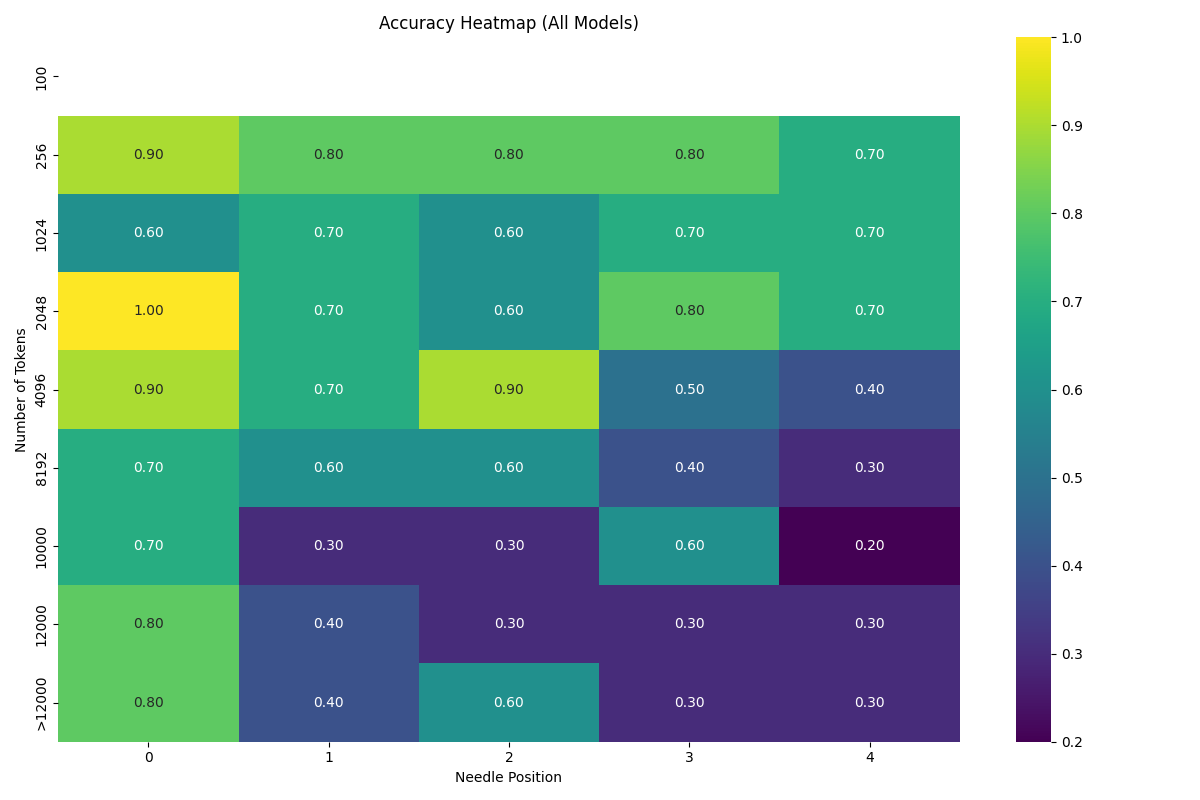 Accuracy Heatmap (All Models)
Number of Tokens
100
256 0.90 0.80 0.80 0.80 0.70
1024 0.60 0.70 0.60 0.70 0.70
2048 1.00 0.70 0.60 0.80 0.70
4096 0.90 0.70 0.90 0.50 0.40
8192 0.70 0.60 0.60 0.40 0.30
10000 0.70 0.30 0.30 0.60 0.20
12000 0.80 0.40 0.30 0.30 0.30
>12000 0.80 0.40 0.60 0.30 0.30
0 1 2 3 4
Needle Position
1.0
0.9
0.8
0.7
0.6
0.5
0.4
0.3
0.2